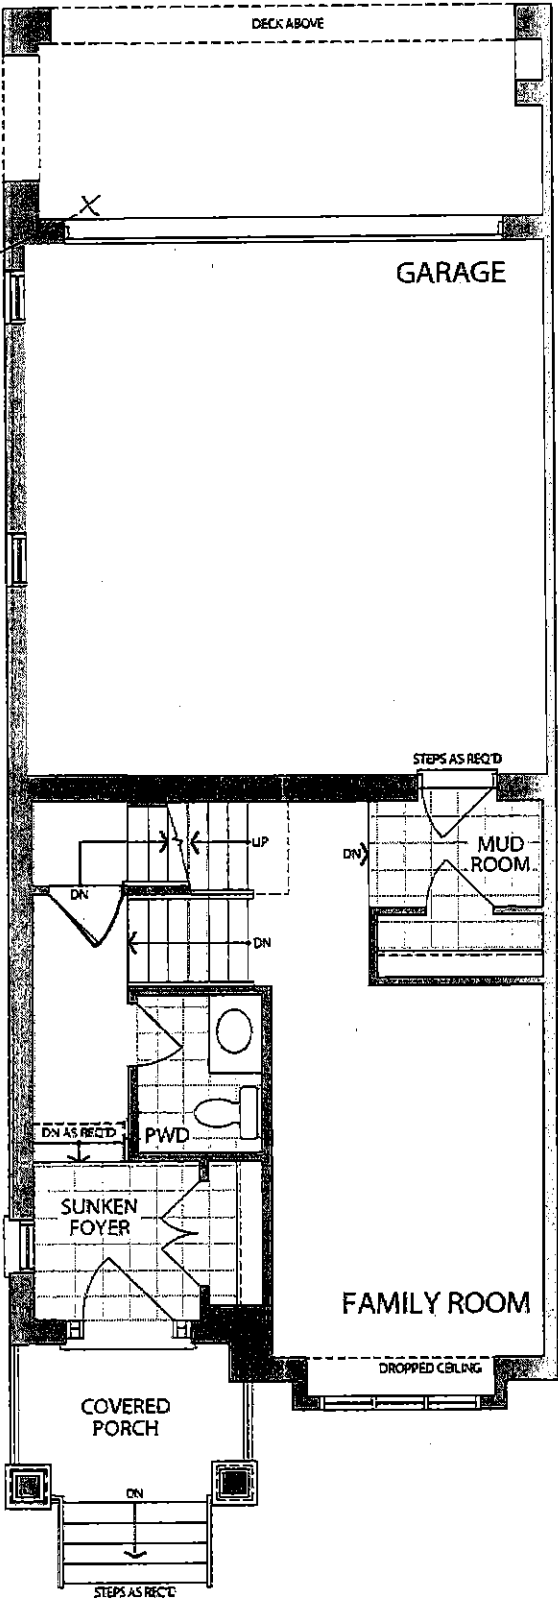 DECK ABOVE
X
GARAGE
STEPS AS REQ'D
UP
DN
MUD
ROOM
DN
DN
DN AS REQ'D
PWD
SUNKEN
FOYER
FAMILY ROOM
DROPPED CEILING
COVERED
PORCH
DN
STEPS AS REQ'D